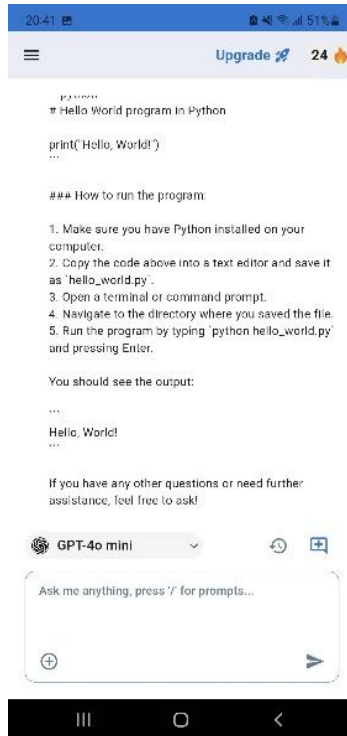 20:41 51%
Upgrade 24
python
# Hello World program in Python
print("Hello, World!")
```
### How to run the program:
1. Make sure you have Python installed on your
computer.
2. Copy the code above into a text editor and save it
as `hello_world.py`.
3. Open a terminal or command prompt.
4. Navigate to the directory where you saved the file.
5. Run the program by typing `python hello_world.py`
and pressing Enter.
You should see the output:
```
Hello, World!
```
If you have any other questions or need further
assistance, feel free to ask!
GPT-4o mini
Ask me anything, press '/' for prompts...